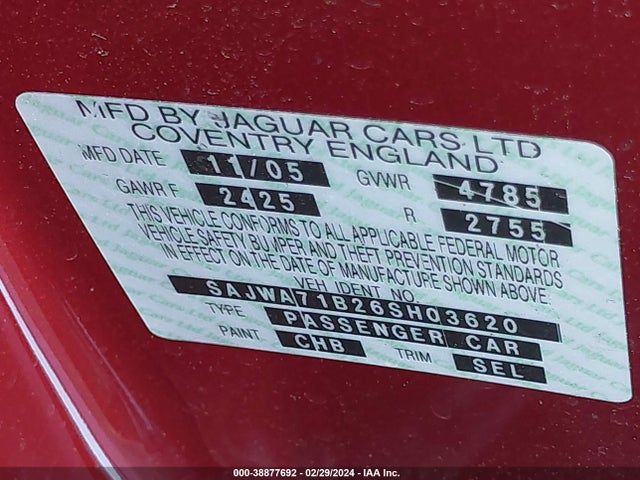 MFD BY JAGUAR CARS LTD
COVENTRY ENGLAND
MFD DATE 11/05 GVWR 4785
GAWR F 2425 R 2755
THIS VEHICLE CONFORMS TO ALL APPLICABLE FEDERAL MOTOR
VEHICLE SAFETY BUMPER AND THEFT PREVENTION STANDARDS
IN EFFECT ON THE DATE OF MANUFACTURE SHOWN ABOVE:
VEH IDENT NO.
SAJWA71B26SH03620
TYPE PASSENGER CAR
PAINT CHB TRIM SEL
000-38877692 - 02/29/2024 - IAA Inc.